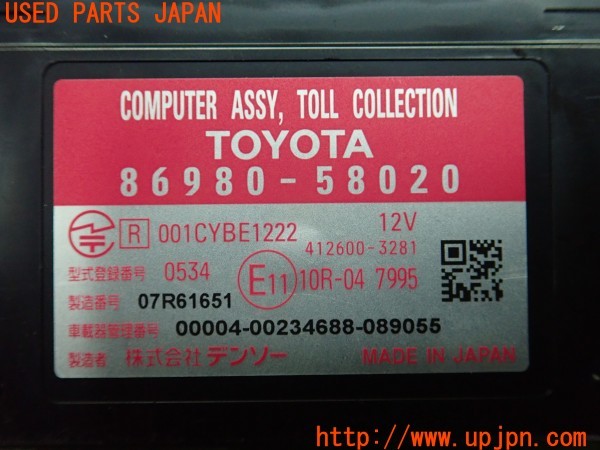 USED PARTS JAPAN
COMPUTER ASSY, TOLL COLLECTION
TOYOTA
86980-58020
R 001CYBE1222 12V
412600-3281
型式登録番号 0534 E11 10R-04 7995
製造番号 07R61651
車載器管理番号 00004-00234688-089055
製造者 株式会社デンソー MADE IN JAPAN
http://www.upjpn.com/